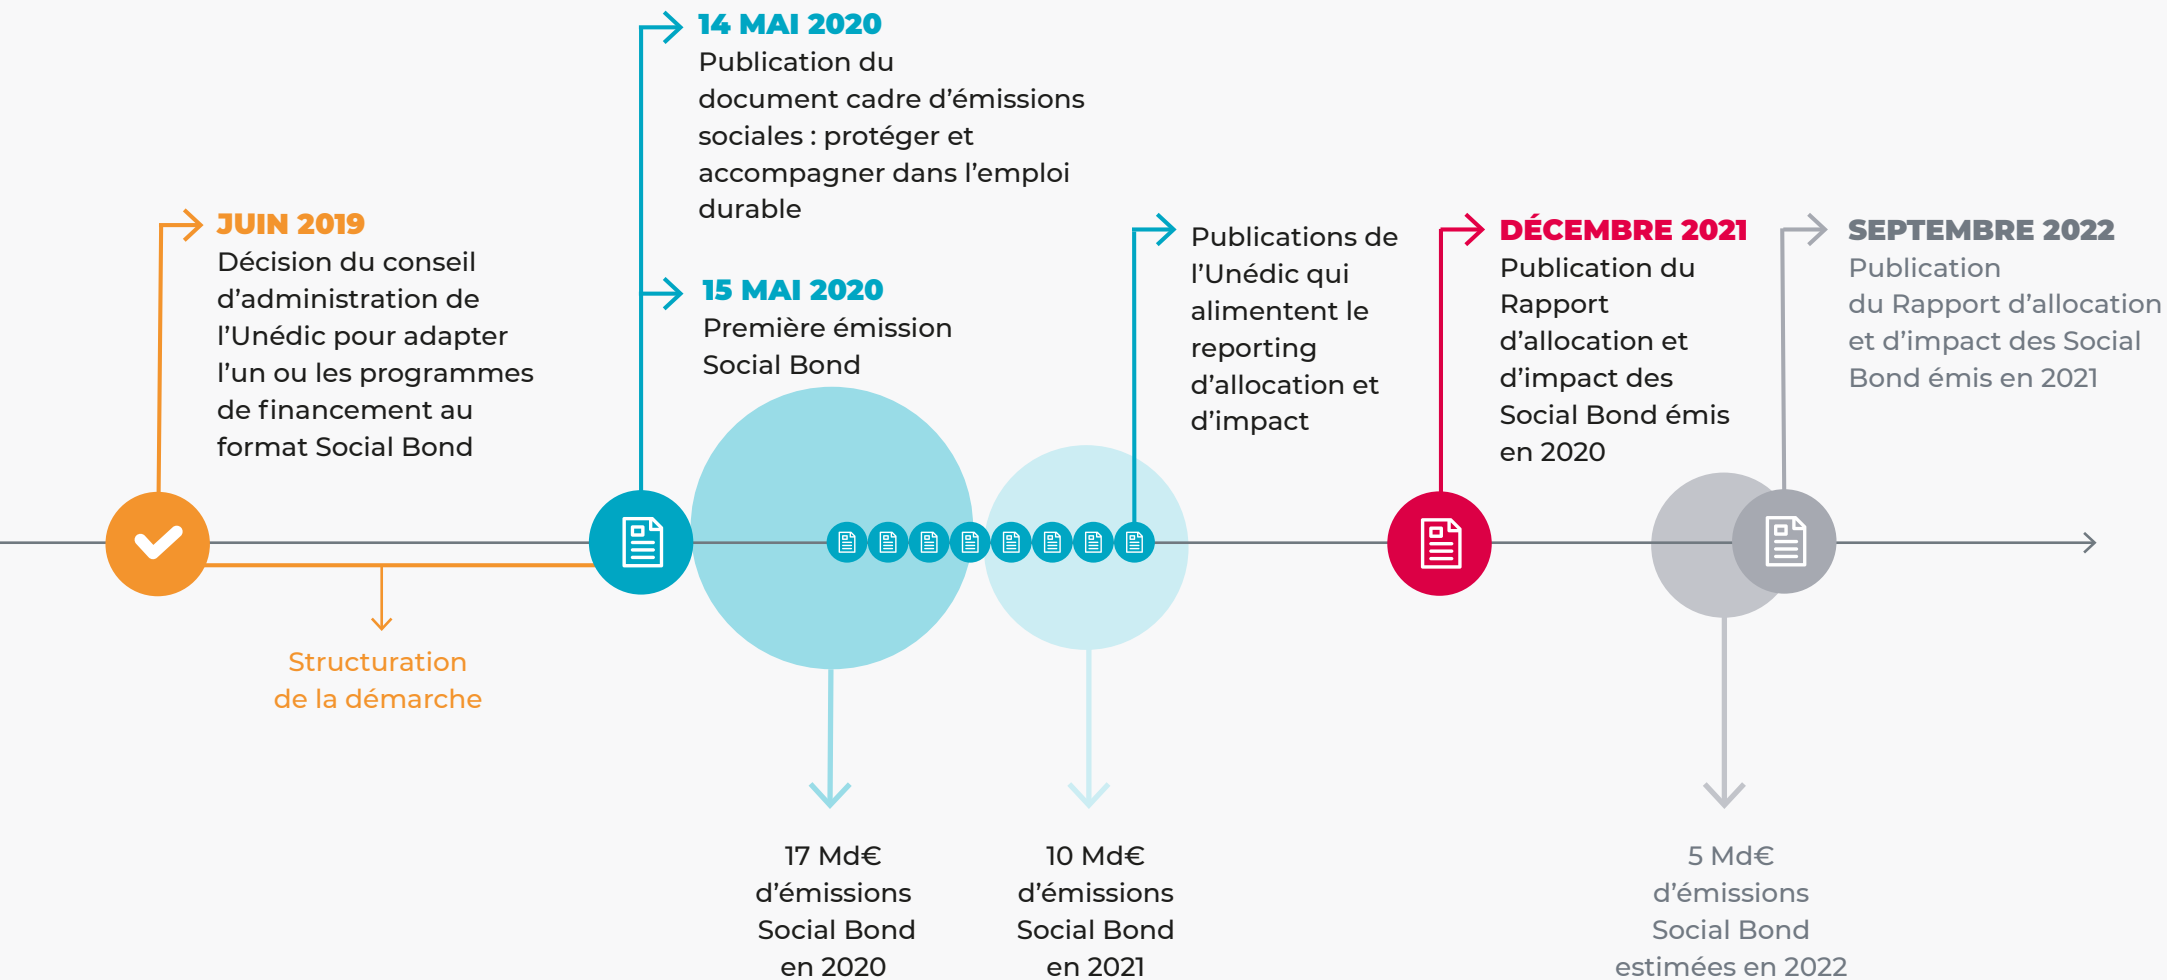 JUIN 2019
Décision du conseil
d’administration de
l’Unédic pour adapter
l’un ou les programmes
de financement au
format Social Bond
Structuration
de la démarche
14 MAI 2020
Publication du
document cadre d’émissions
sociales : protéger et
accompagner dans l’emploi
durable
15 MAI 2020
Première émission
Social Bond
17 Md€
d’émissions
Social Bond
en 2020
10 Md€
d’émissions
Social Bond
en 2021
Publications de
l’Unédic qui
alimentent le
reporting
d’allocation et
d’impact
DÉCEMBRE 2021
Publication du
Rapport
d’allocation et
d’impact des
Social Bond émis
en 2020
SEPTEMBRE 2022
Publication
du Rapport d’allocation
et d’impact des Social
Bond émis en 2021
5 Md€
d’émissions
Social Bond
estimées en 2022